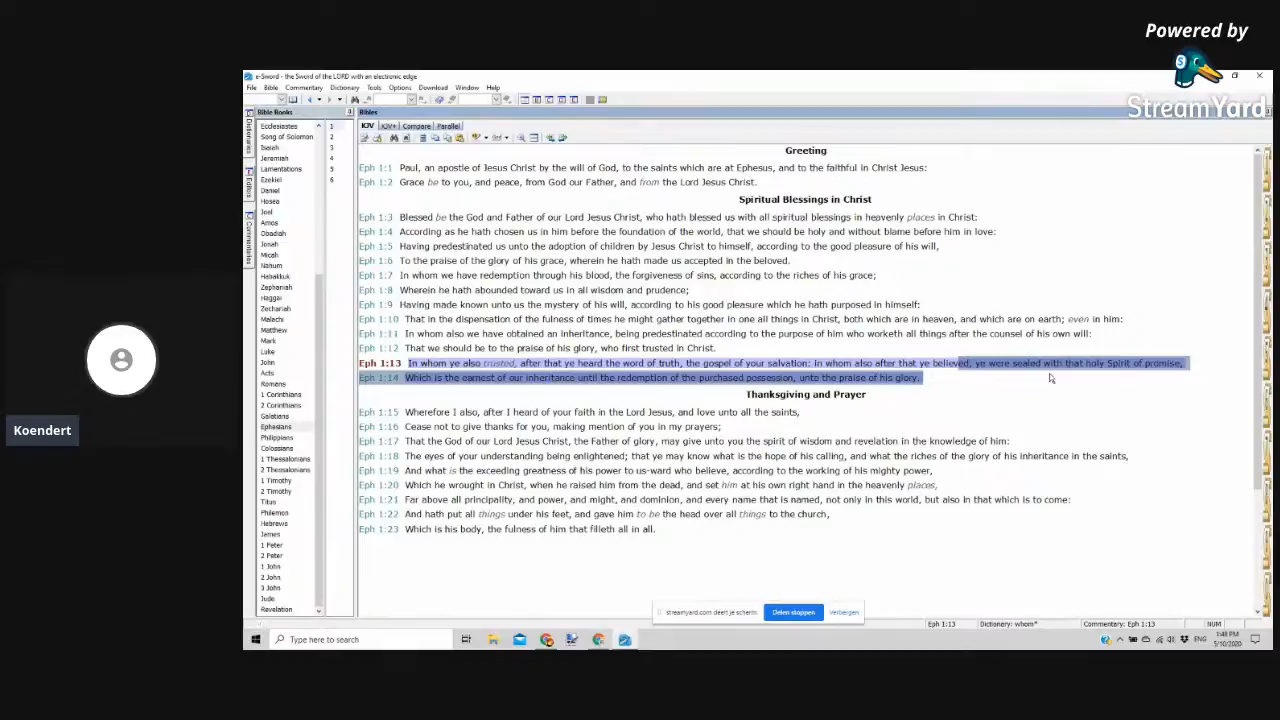 Powered by
StreamYard
e-Sword - the Sword of the LORD with an electronic edge
File Bible Commentary Dictionary Tools Options Download Window Help
Bible Books
Bibles
IOV IOV+ Compare Parallel
Dictionaries
Editors
Commentaries
Ecclesiastes 1
Song of Solomon 2
Isaiah 3
Jeremiah 4
Lamentations 5
Ezekiel 6
Daniel
Hosea
Joel
Amos
Obadiah
Jonah
Micah
Nahum
Habakkuk
Zephaniah
Haggai
Zechariah
Malachi
Matthew
Mark
Luke
John
Acts
Romans
1 Corinthians
2 Corinthians
Galatians
Ephesians
Philippians
Colossians
1 Thessalonians
2 Thessalonians
1 Timothy
2 Timothy
Titus
Philemon
Hebrews
James
1 Peter
2 Peter
1 John
2 John
3 John
Jude
Revelation
Greeting
Eph 1:1 Paul, an apostle of Jesus Christ by the will of God, to the saints which are at Ephesus, and to the faithful in Christ Jesus:
Eph 1:2 Grace be to you, and peace, from God our Father, and from the Lord Jesus Christ.
Spiritual Blessings in Christ
Eph 1:3 Blessed be the God and Father of our Lord Jesus Christ, who hath blessed us with all spiritual blessings in heavenly places in Christ:
Eph 1:4 According as he hath chosen us in him before the foundation of the world, that we should be holy and without blame before him in love:
Eph 1:5 Having predestinated us unto the adoption of children by Jesus Christ to himself, according to the good pleasure of his will,
Eph 1:6 To the praise of the glory of his grace, wherein he hath made us accepted in the beloved.
Eph 1:7 In whom we have redemption through his blood, the forgiveness of sins, according to the riches of his grace;
Eph 1:8 Wherein he hath abounded toward us in all wisdom and prudence;
Eph 1:9 Having made known unto us the mystery of his will, according to his good pleasure which he hath purposed in himself:
Eph 1:10 That in the dispensation of the fulness of times he might gather together in one all things in Christ, both which are in heaven, and which are on earth; even in him:
Eph 1:11 In whom also we have obtained an inheritance, being predestinated according to the purpose of him who worketh all things after the counsel of his own will:
Eph 1:12 That we should be to the praise of his glory, who first trusted in Christ.
Eph 1:13 In whom ye also trusted, after that ye heard the word of truth, the gospel of your salvation: in whom also after that ye believed, ye were sealed with that holy Spirit of promise,
Eph 1:14 Which is the earnest of our inheritance until the redemption of the purchased possession, unto the praise of his glory.
Thanksgiving and Prayer
Eph 1:15 Wherefore I also, after I heard of your faith in the Lord Jesus, and love unto all the saints,
Eph 1:16 Cease not to give thanks for you, making mention of you in my prayers;
Eph 1:17 That the God of our Lord Jesus Christ, the Father of glory, may give unto you the spirit of wisdom and revelation in the knowledge of him:
Eph 1:18 The eyes of your understanding being enlightened; that ye may know what is the hope of his calling, and what the riches of the glory of his inheritance in the saints,
Eph 1:19 And what is the exceeding greatness of his power to us-ward who believe, according to the working of his mighty power,
Eph 1:20 Which he wrought in Christ, when he raised him from the dead, and set him at his own right hand in the heavenly places,
Eph 1:21 Far above all principality, and power, and might, and dominion, and every name that is named, not only in this world, but also in that which is to come:
Eph 1:22 And hath put all things under his feet, and gave him to be the head over all things to the church,
Eph 1:23 Which is his body, the fulness of him that filleth all in all.
Koendert
streamyard.com deelt je scherm. Delen stoppen Verbergen
Eph 1:13 Dictionary: whom* Commentary: Eph 1:13 NUM
Type here to search
ENG
1:48 PM
5/10/2020